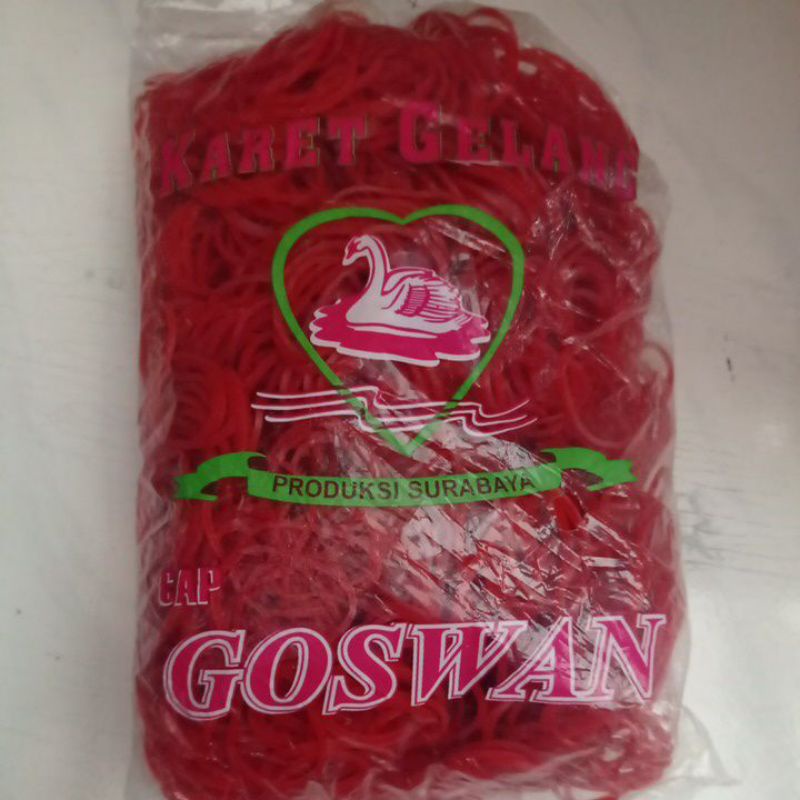 KARET GELANG
PRODUKSI SURABAYA
CAP
GOSWAN